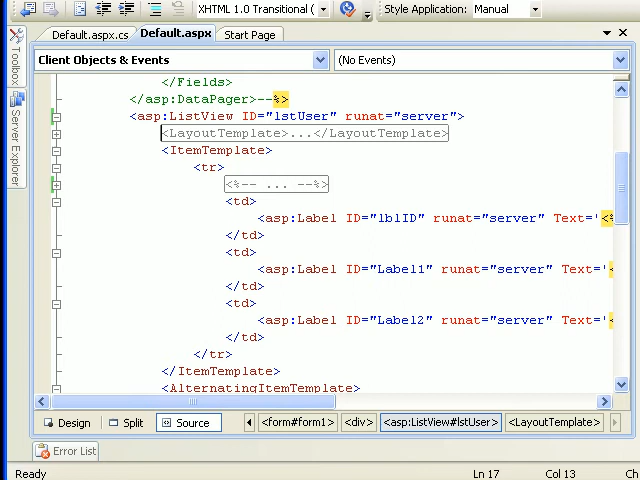 XHTML 1.0 Transitional (
Style Application: Manual
Default.aspx.cs Default.aspx Start Page
Client Objects & Events (No Events)
Toolbox
Server Explorer
</Fields>
</asp:DataPager>--%>
<asp:ListView ID="lstUser" runat="server">
<LayoutTemplate>...</LayoutTemplate>
<ItemTemplate>
<tr>
<%-- ... --%>
<td>
<asp:Label ID="lblID" runat="server" Text='<%
</td>
<td>
<asp:Label ID="Label1" runat="server" Text='<
</td>
<td>
<asp:Label ID="Label2" runat="server" Text='<
</td>
</tr>
</ItemTemplate>
<AlternatingItemTemplate>
Design Split Source <form#form1> <div> <asp:ListView#lstUser> <LayoutTemplate>
Error List
Ready Ln 17 Col 13 Ch